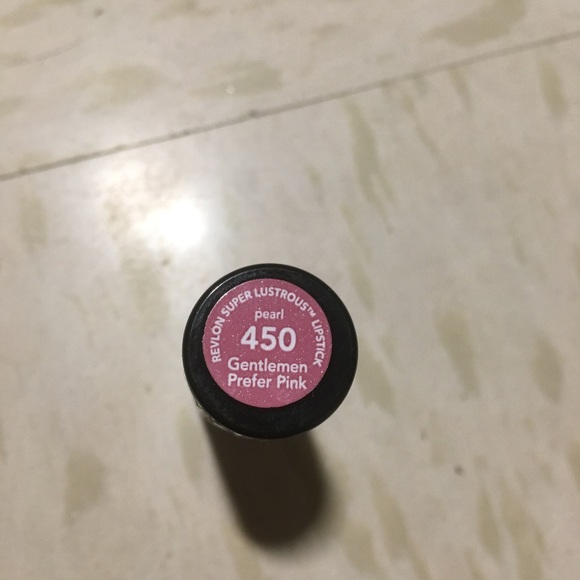 REVLON SUPER LUSTROUS™ LIPSTICK
pearl
450
Gentlemen
Prefer Pink